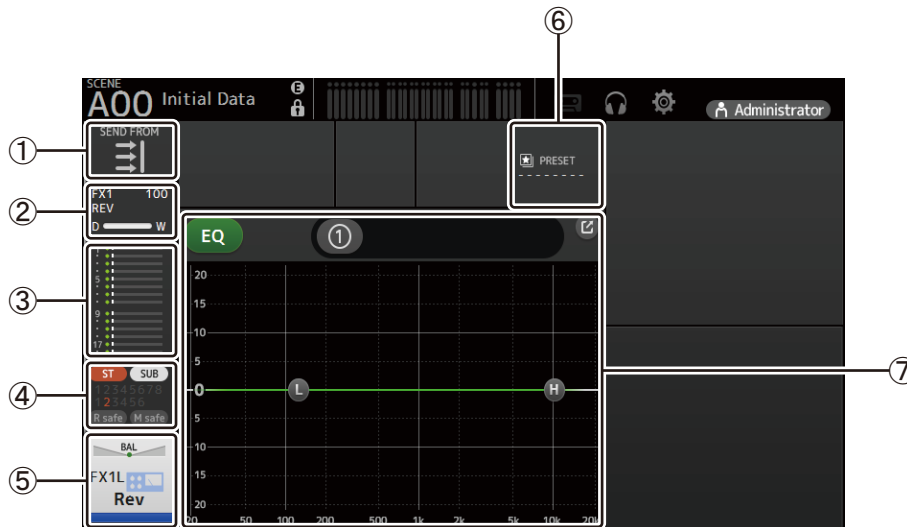 ⑥
SCENE
A00 Initial Data
E
Administrator
①
SEND FROM
PRESET
--------
②
FX1 100
REV
D W
EQ
①
③
1
5
9
17
20
15
10
5
0
5
10
15
20
L
H
⑦
④
ST SUB
12345678
123456
R safe M safe
⑤
BAL
FX1L
Rev
20 50 100 200 500 1k 2k 5k 10k 20k